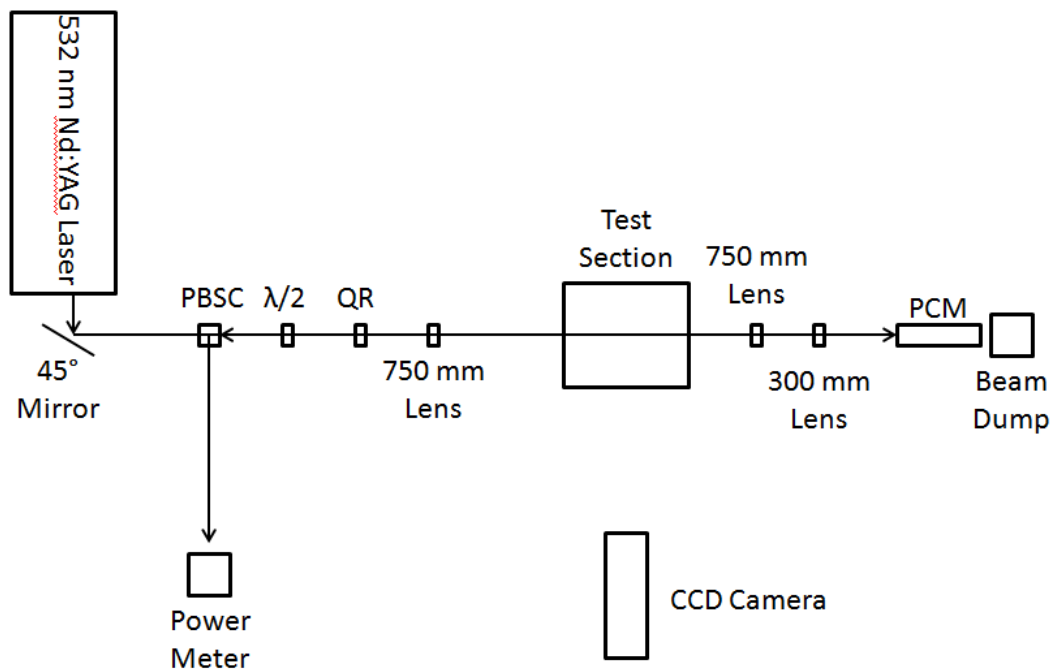 532 nm Nd:YAG Laser
Test
Section
750 mm
Lens
PBSC
λ/2
QR
PCM
45°
Mirror
750 mm
Lens
300 mm
Lens
Beam
Dump
Power
Meter
CCD Camera